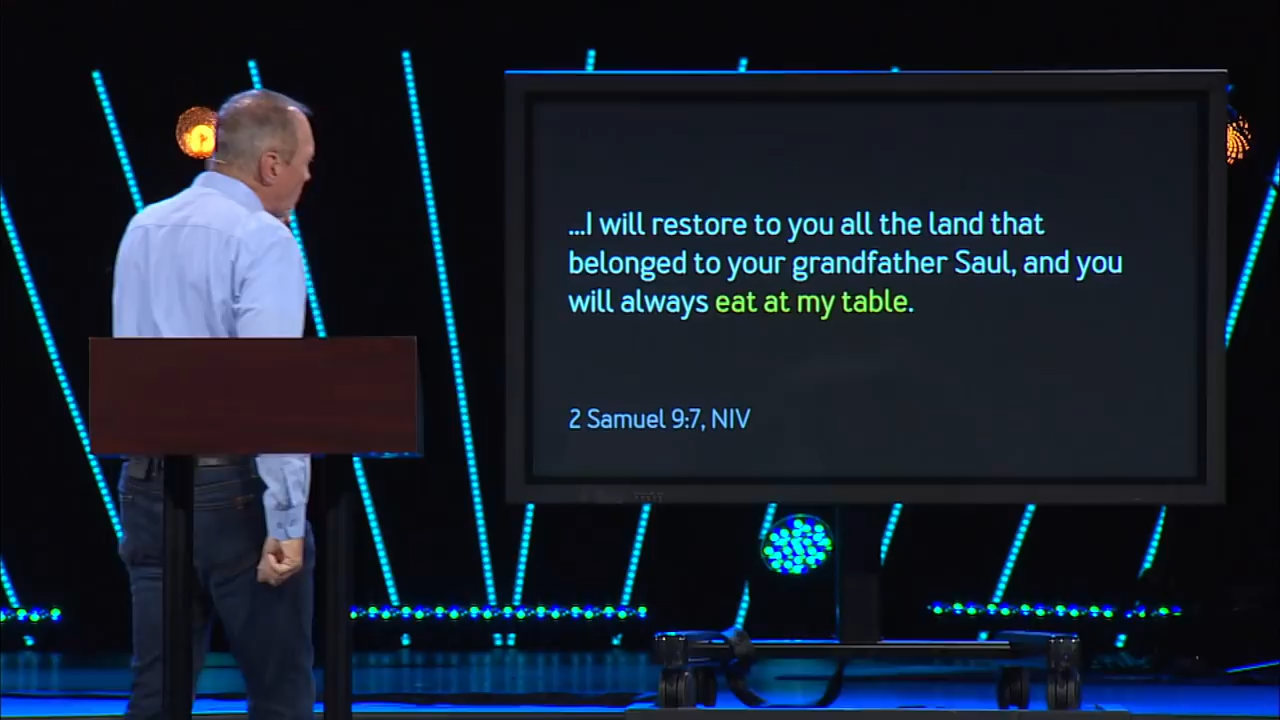 ...I will restore to you all the land that
belonged to your grandfather Saul, and you
will always eat at my table.
2 Samuel 9:7, NIV